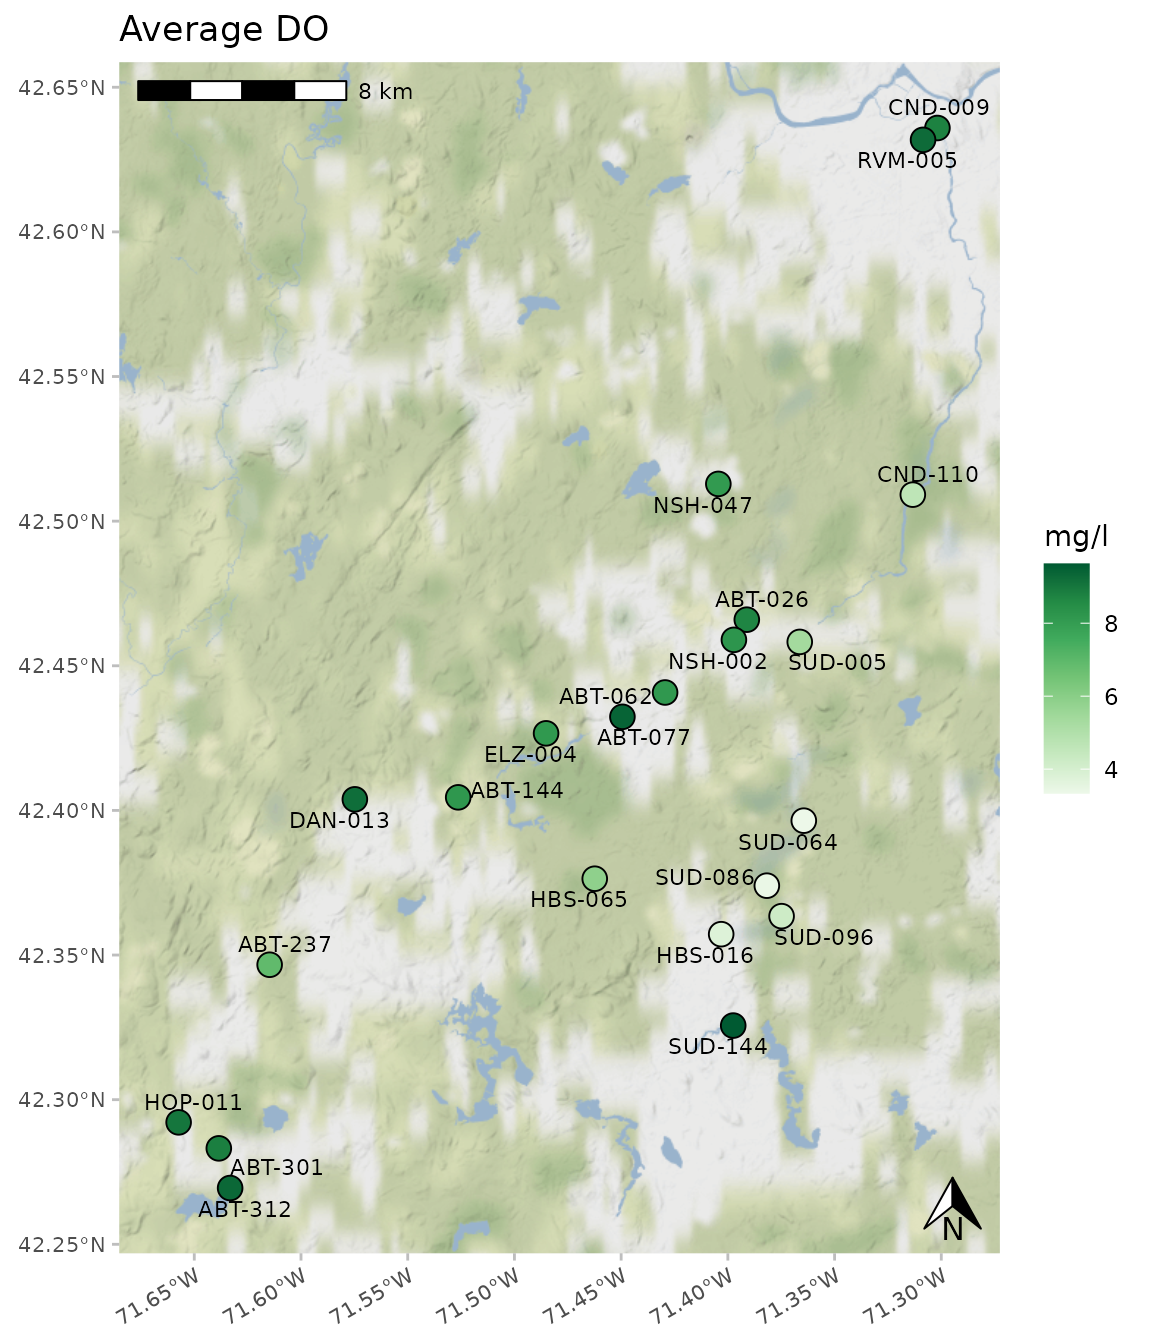 Average DO
42.65°N
8 km
CND-009
RVM-005
42.60°N
42.55°N
CND-110
NSH-047
42.50°N
mg/l
ABT-026
8
NSH-002
SUD-005
42.45°N
ABT-062
6
ABT-077
ELZ-004
4
ABT-144
42.40°N
DAN-013
SUD-064
SUD-086
HBS-065
SUD-096
ABT-237
42.35°N
HBS-016
SUD-144
42.30°N
HOP-011
ABT-301
ABT-312
N
42.25°N
71.65°W
71.60°W
71.55°W
71.50°W
71.45°W
71.40°W
71.35°W
71.30°W